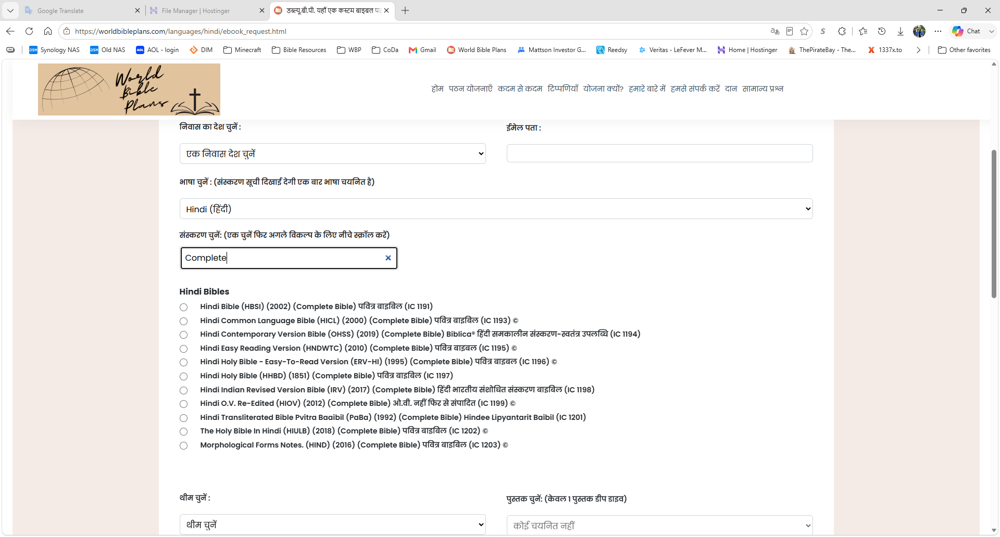 Google Translate
File Manager | Hostinger
डब्ल्यू.बी.पी. यहाँ एक कस्टम बाइबल
https://worldbibleplans.com/languages/hindi/ebook_request.html
Chat
Synology NAS
Old NAS
AOL - login
DIM
Minecraft
Bible Resources
WBP
CoDa
Gmail
World Bible Plans
Mattson Investor G...
Reedsy
Veritas - LeFever M...
Home | Hostinger
ThePirateBay - The...
1337x.to
Other favorites
World
Bible
Plans
होम पठन योजनाएँ कदम से कदम टिप्पणियाँ योजना क्यों? हमारे बारे में हमसे संपर्क करें दान सामान्य प्रश्न
निवास का देश चुनें :
ईमेल पता :
एक निवास देश चुनें
भाषा चुनें : (संस्करण सूची दिखाई देगी एक बार भाषा चयनित है)
Hindi (हिंदी)
संस्करण चुनें: (एक चुनें फिर अगले विकल्प के लिए नीचे स्क्रॉल करें)
Complete
Hindi Bibles
Hindi Bible (HBSI) (2002) (Complete Bible) पवित्र बाइबिल (IC 1191)
Hindi Common Language Bible (HICL) (2000) (Complete Bible) पवित्र बाइबिल (IC 1193) ©
Hindi Contemporary Version Bible (OHSS) (2019) (Complete Bible) Biblica® हिंदी समकालीन संस्करण-स्वतंत्र उपलब्धि (IC 1194)
Hindi Easy Reading Version (HNDWTC) (2010) (Complete Bible) पवित्र बाइबल (IC 1195) ©
Hindi Holy Bible - Easy-To-Read Version (ERV-HI) (1995) (Complete Bible) पवित्र बाइबल (IC 1196) ©
Hindi Holy Bible (HHBD) (1851) (Complete Bible) पवित्र बाइबिल (IC 1197)
Hindi Indian Revised Version Bible (IRV) (2017) (Complete Bible) हिंदी भारतीय संशोधित संस्करण बाइबिल (IC 1198)
Hindi O.V. Re-Edited (HIOV) (2012) (Complete Bible) ओ.वी. नहीं फिर से संपादित (IC 1199) ©
Hindi Transliterated Bible Pvitra Baaibil (PaBa) (1992) (Complete Bible) Hindee Lipyantarit Baibil (IC 1201)
The Holy Bible In Hindi (HIULB) (2018) (Complete Bible) पवित्र बाइबिल (IC 1202) ©
Morphological Forms Notes. (HIND) (2016) (Complete Bible) पवित्र बाइबिल (IC 1203) ©
थीम चुनें :
पुस्तक चुनें: (केवल 1 पुस्तक डीप डाइव)
थीम चुनें
कोई चयनित नहीं